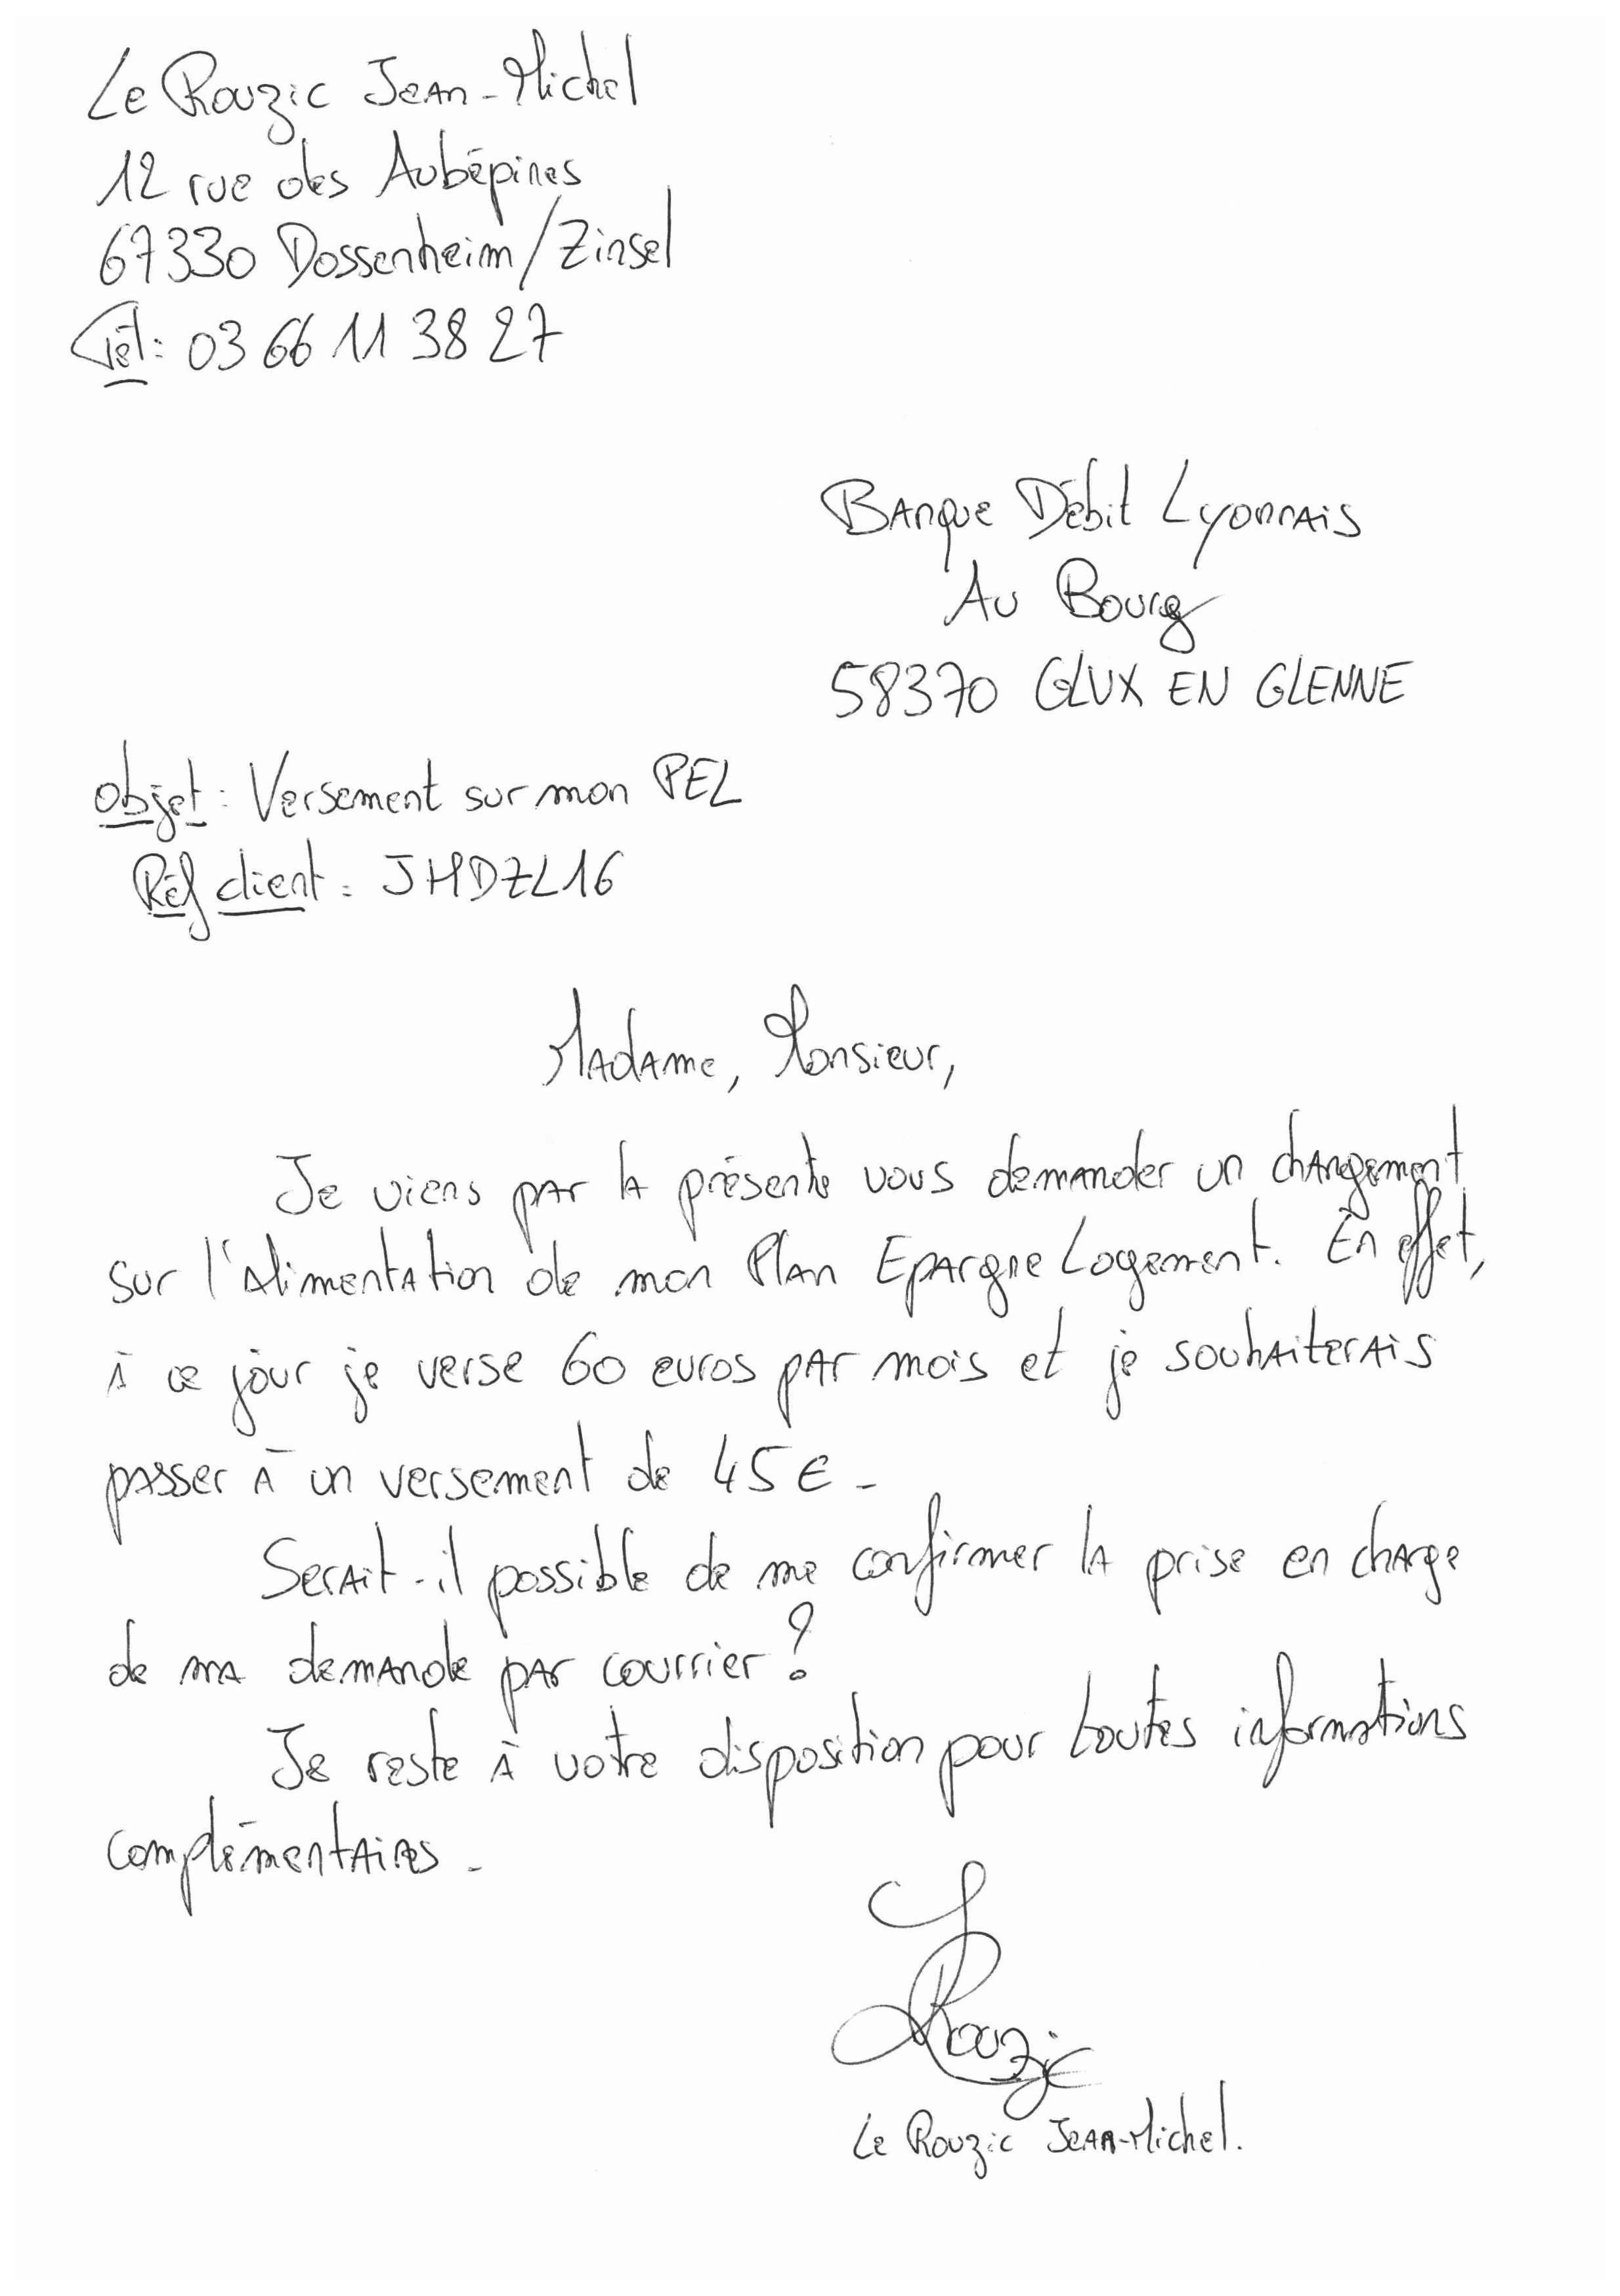 Le Rouzic Jean-Michel
12 rue des Aubépines
67330 Dossenheim/Zinsel
Tél: 03 66 11 38 27
Banque Débit Lyonnais
Au Bourg
58370 GLUX EN GLENNE
objet: Versement sur mon PEL
Réf client: JMDZL16
Madame, Monsieur,
Je viens par la présente vous demander un changement
sur l'alimentation de mon Plan Epargne Logement. En effet,
à ce jour je verse 60 euros par mois et je souhaiterais
passer à un versement de 45€.
Serait-il possible de me confirmer la prise en charge
de ma demande par courrier?
Je reste à votre disposition pour toutes informations
complémentaires.
Le Rouzic
Le Rouzic Jean-Michel.